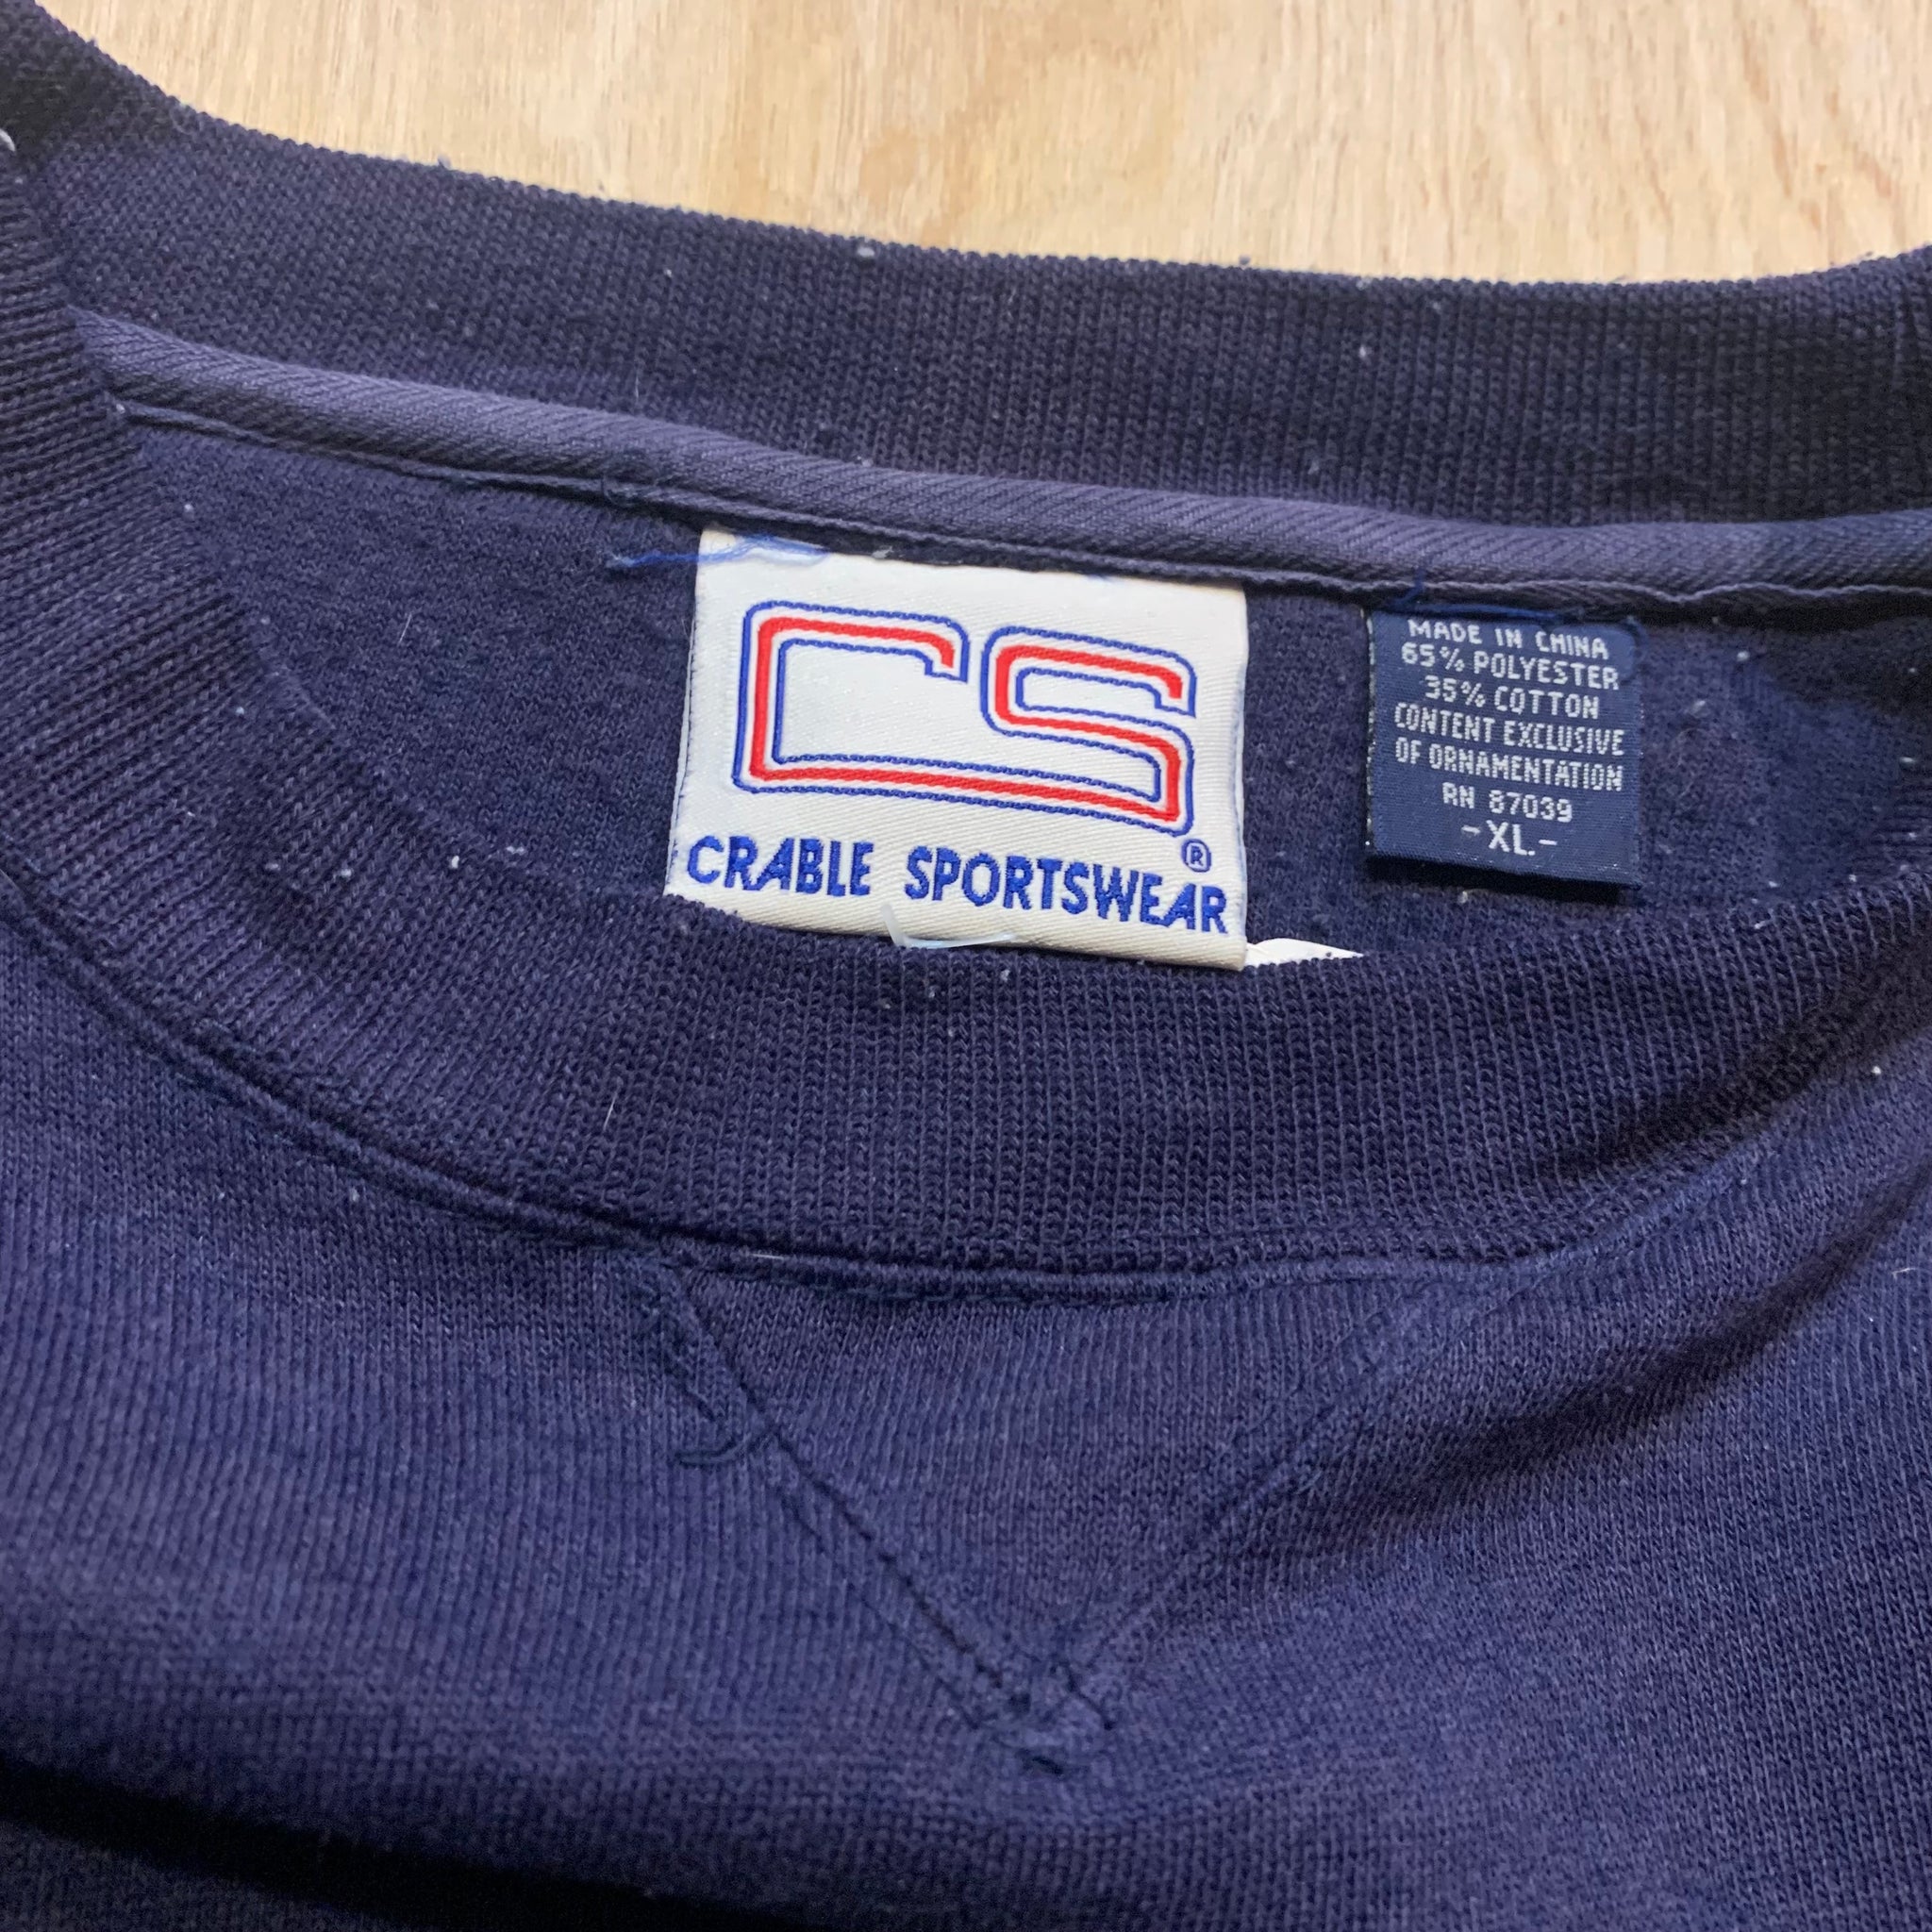 CS
®
CRABLE SPORTSWEAR
MADE IN CHINA
65% POLYESTER
35% COTTON
CONTENT EXCLUSIVE
OF ORNAMENTATION
RN 87039
-XL.-